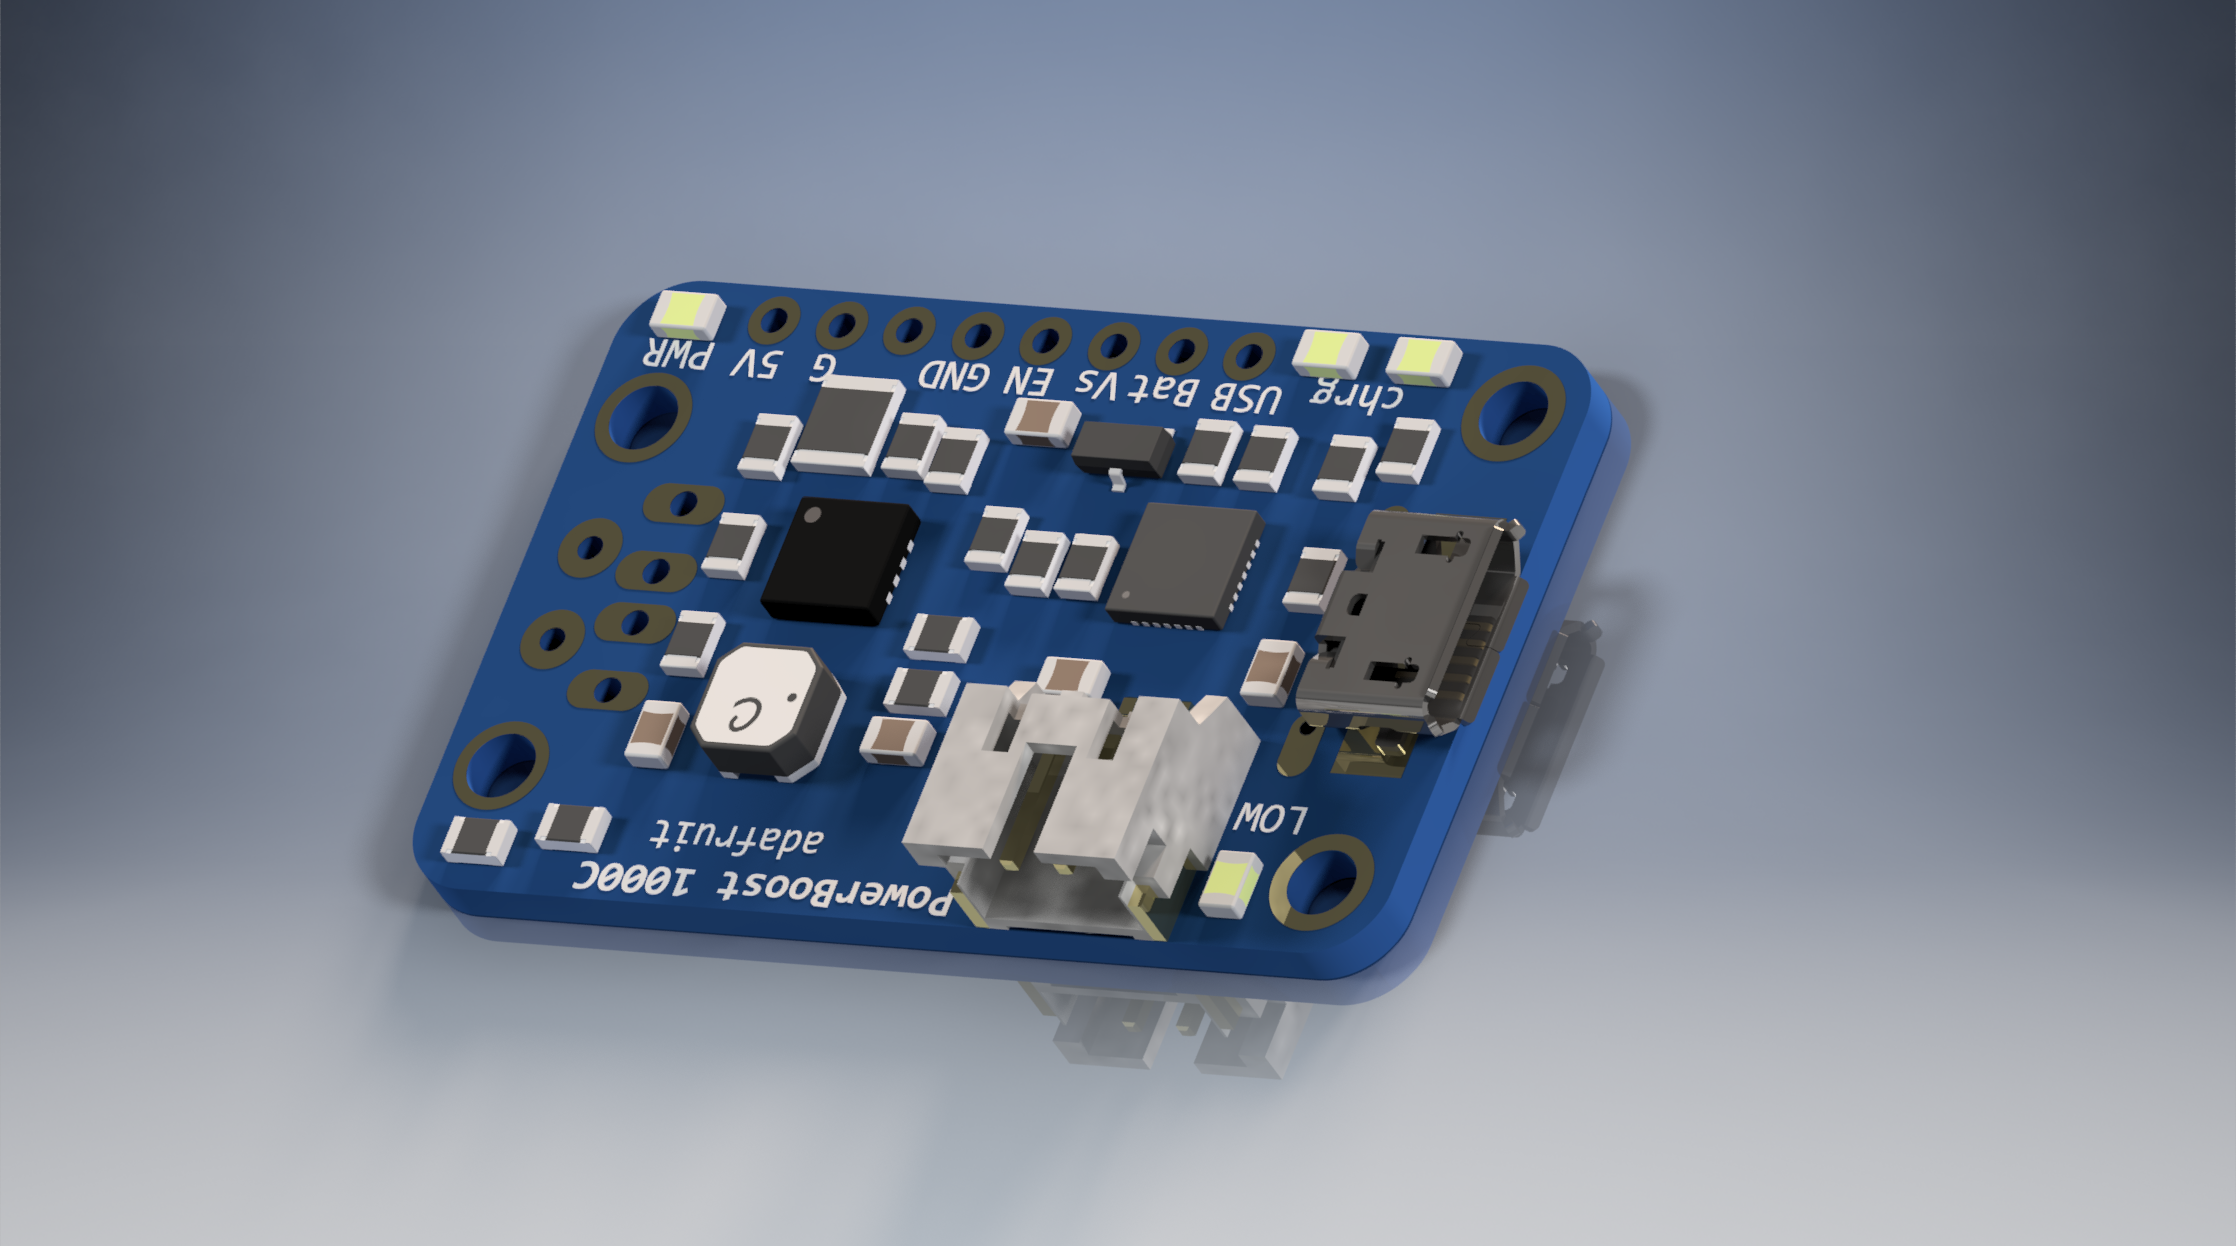 PowerBoost 1000C
adafruit
LOW
C
chrg USB Bat Vs EN GND G 5V PWR